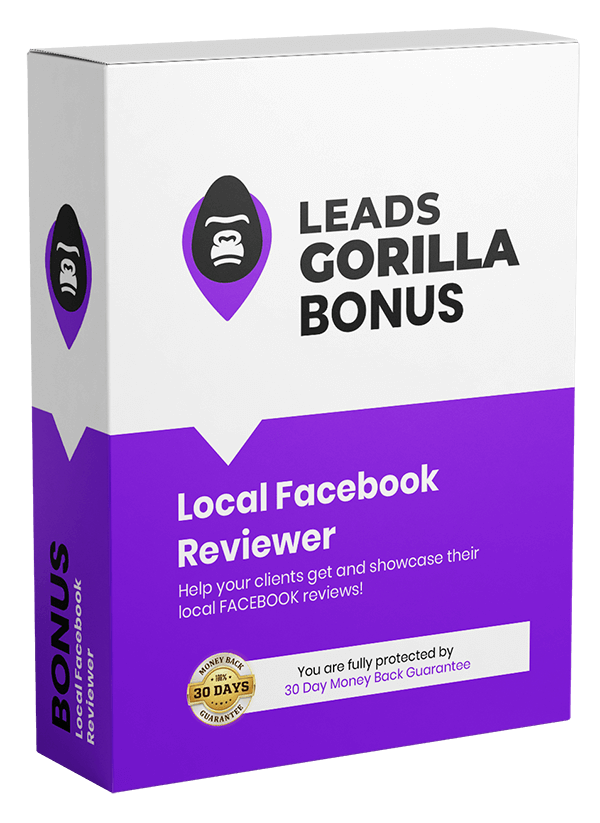 LEADS
GORILLA
BONUS
Local Facebook
Reviewer
Help your clients get and showcase their
local FACEBOOK reviews!
MONEY BACK
100%
30 DAYS
GUARANTEE
You are fully protected by
30 Day Money Back Guarantee
BONUS
Local Facebook
Reviewer